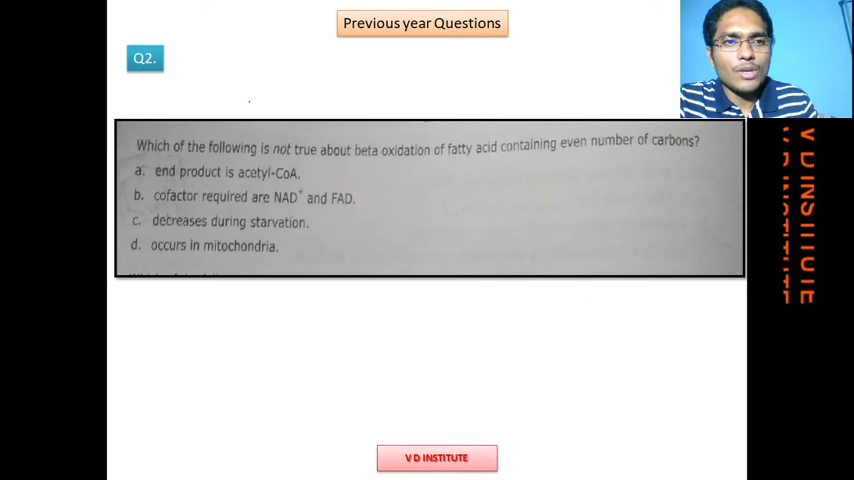 Previous year Questions
Q2.
Which of the following is not true about beta oxidation of fatty acid containing even number of carbons?
a. end product is acetyl-CoA.
b. cofactor required are NAD⁺ and FAD.
c. decreases during starvation.
d. occurs in mitochondria.
V D INSTITUTE
V D INSTITUTE
V D INSTITUTE